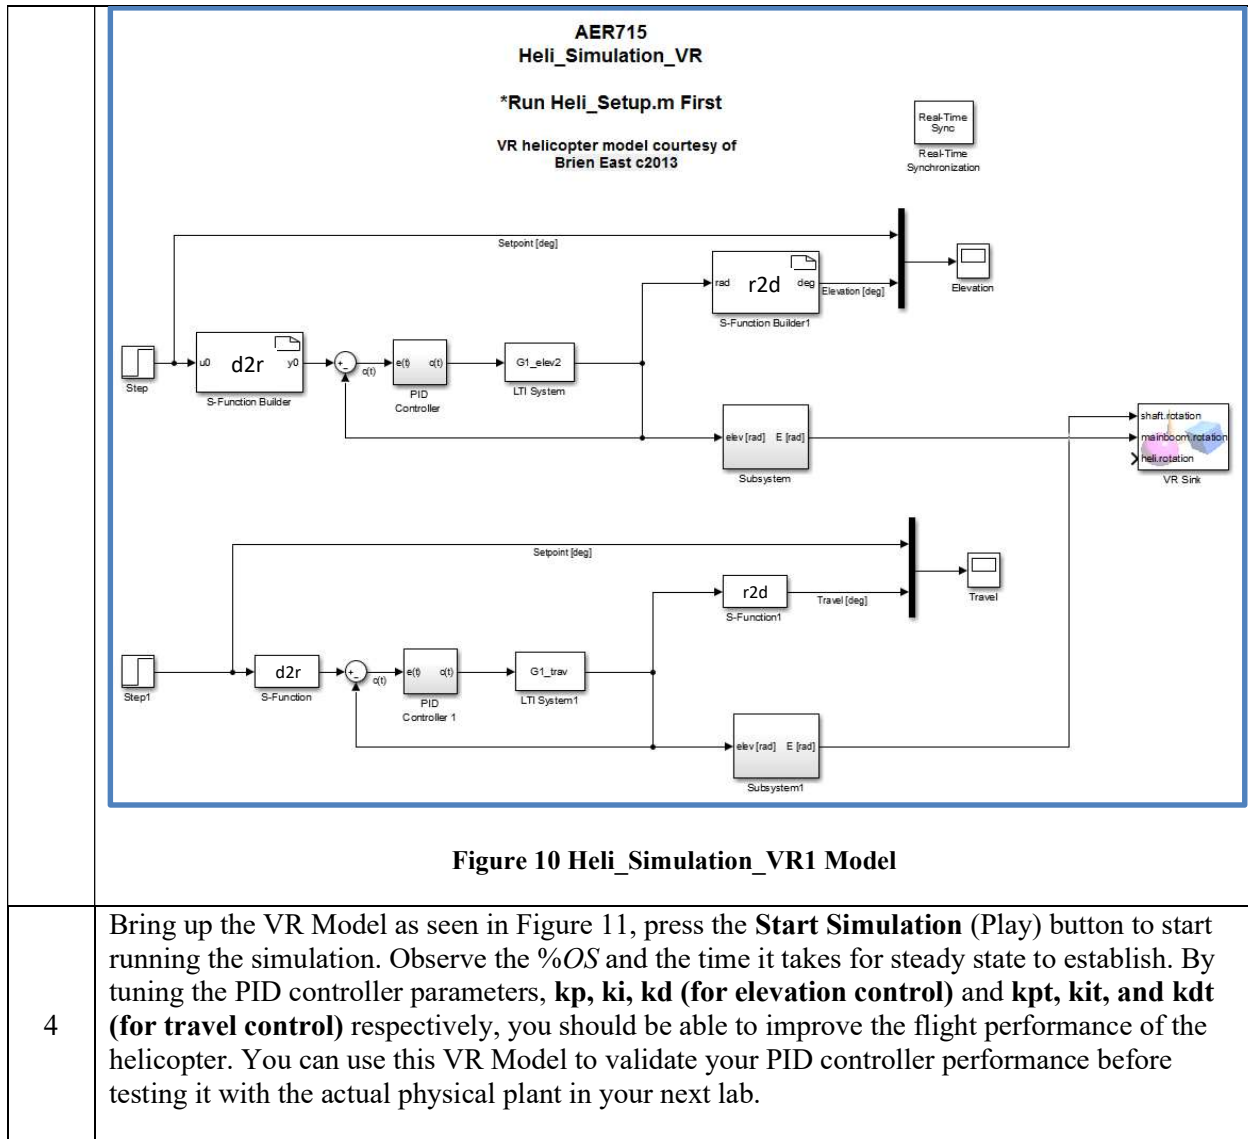 AER715
Heli_Simulation_VR
*Run Heli_Setup.m First
VR helicopter model courtesy of
Brien East c2013
Real-Time
Sync
Real-Time
Synchronization
Setpoint [deg]
rad
r2d
deg
Elevation [deg]
S-Function Builder1
Elevation
Step
u0
d2r
y0
S-Function Builder
+
-
c(t)
e(t)
c(t)
PID
Controller
G1_elev2
LTI System
elev [rad]
E [rad]
Subsystem
shaft.rotation
mainboom.rotation
heli.rotation
VR Sink
Setpoint [deg]
r2d
S-Function1
Travel [deg]
Travel
Step1
d2r
S-Function
+
-
c(t)
e(t)
c(t)
PID
Controller 1
G1_trav
LTI System1
elev [rad]
E [rad]
Subsystem1
Figure 10 Heli_Simulation_VR1 Model
4
Bring up the VR Model as seen in Figure 11, press the Start Simulation (Play) button to start
running the simulation. Observe the %OS and the time it takes for steady state to establish. By
tuning the PID controller parameters, kp, ki, kd (for elevation control) and kpt, kit, and kdt
(for travel control) respectively, you should be able to improve the flight performance of the
helicopter. You can use this VR Model to validate your PID controller performance before
testing it with the actual physical plant in your next lab.